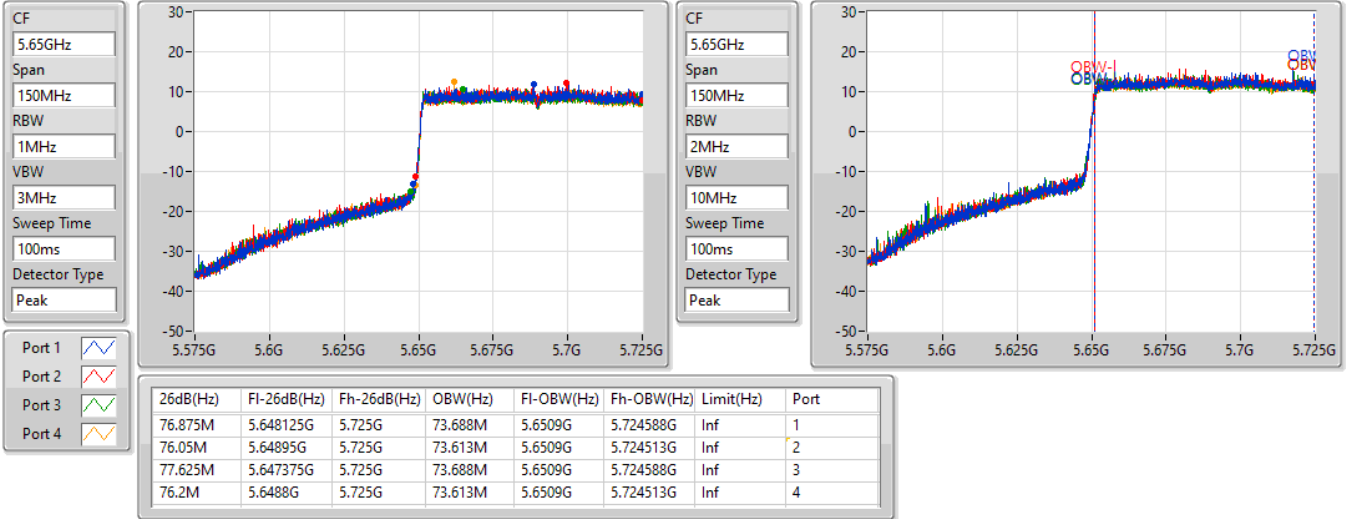 CF
5.65GHz
Span
150MHz
RBW
1MHz
VBW
3MHz
Sweep Time
100ms
Detector Type
Peak
30
20
10
0
-10
-20
-30
-40
-50
5.575G 5.6G 5.625G 5.65G 5.675G 5.7G 5.725G
CF
5.65GHz
Span
150MHz
RBW
2MHz
VBW
10MHz
Sweep Time
100ms
Detector Type
Peak
30
20
10
0
-10
-20
-30
-40
-50
OBW-l
OBW
OBW
OBW
5.575G 5.6G 5.625G 5.65G 5.675G 5.7G 5.725G
Port 1
Port 2
Port 3
Port 4
26dB(Hz) Fl-26dB(Hz) Fh-26dB(Hz) OBW(Hz) Fl-OBW(Hz) Fh-OBW(Hz) Limit(Hz) Port
76.875M 5.648125G 5.725G 73.688M 5.6509G 5.724588G Inf 1
76.05M 5.64895G 5.725G 73.613M 5.6509G 5.724513G Inf 2
77.625M 5.647375G 5.725G 73.688M 5.6509G 5.724588G Inf 3
76.2M 5.6488G 5.725G 73.613M 5.6509G 5.724513G Inf 4